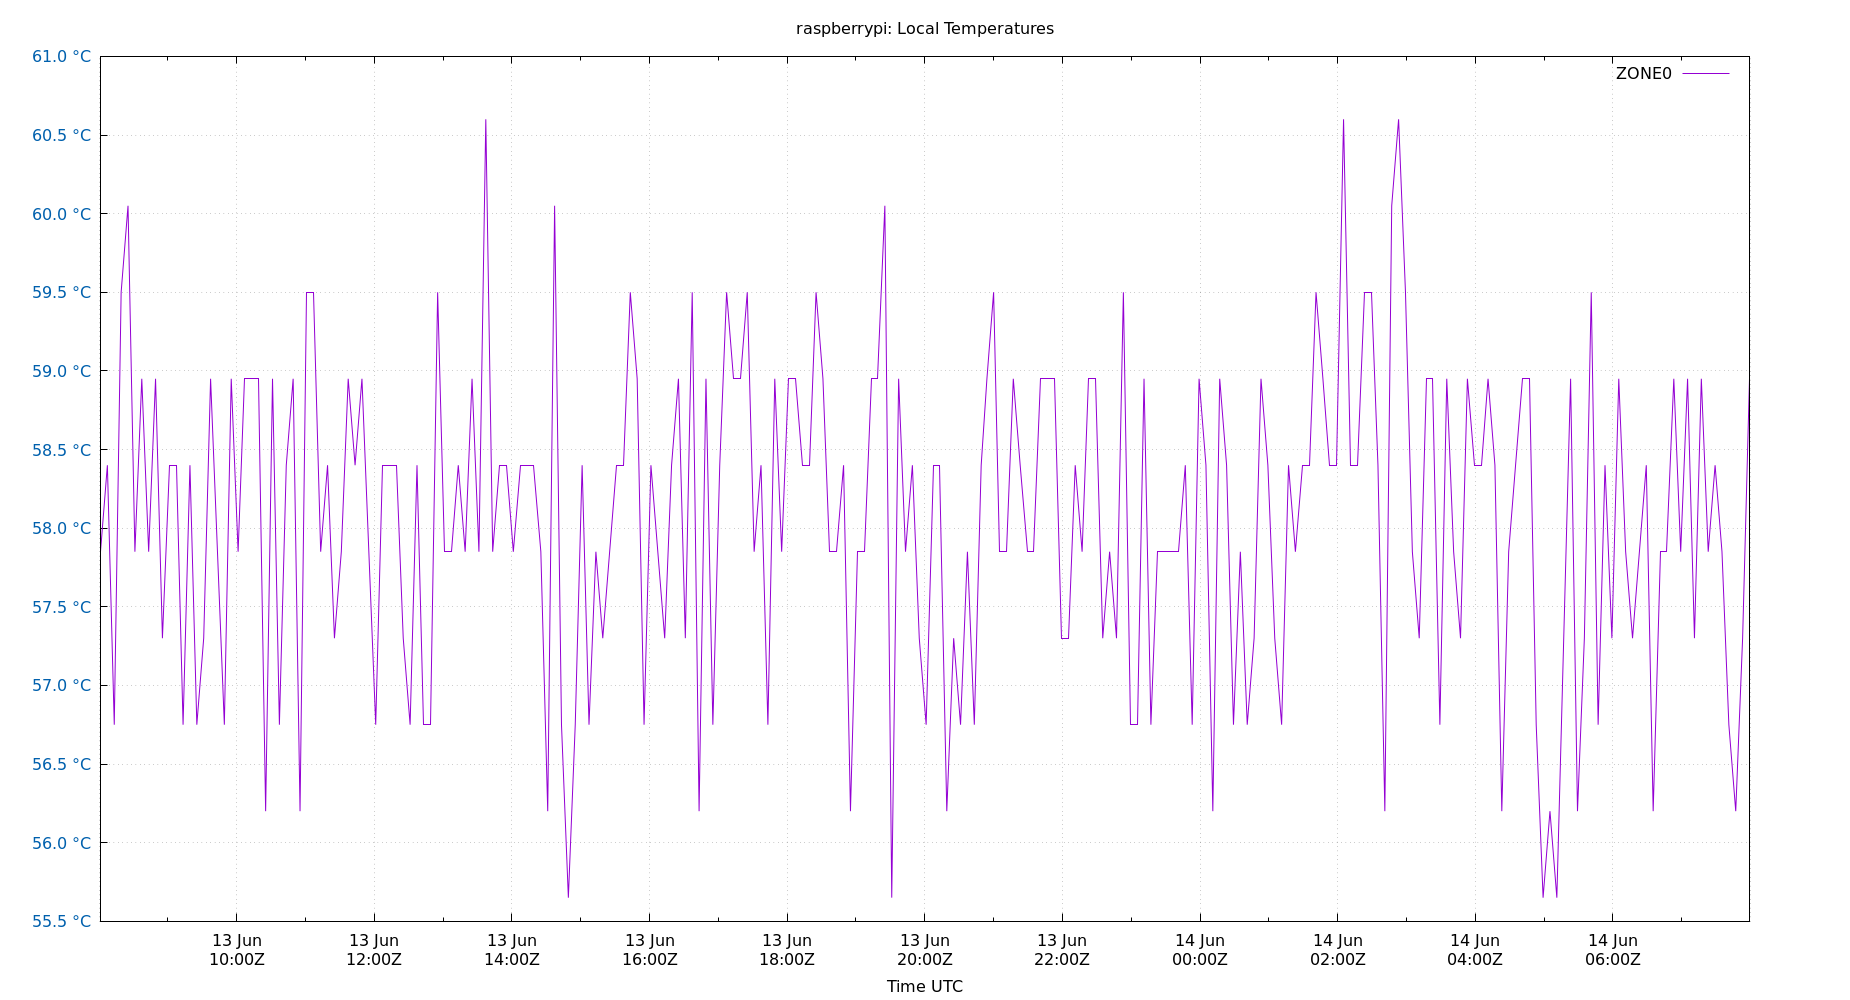 raspberrypi: Local Temperatures
61.0 °C
ZONE0
60.5 °C
60.0 °C
59.5 °C
59.0 °C
58.5 °C
58.0 °C
57.5 °C
57.0 °C
56.5 °C
56.0 °C
55.5 °C
13 Jun 13 Jun 13 Jun 13 Jun 13 Jun 13 Jun 13 Jun 14 Jun 14 Jun 14 Jun 14 Jun
10:00Z 12:00Z 14:00Z 16:00Z 18:00Z 20:00Z 22:00Z 00:00Z 02:00Z 04:00Z 06:00Z
Time UTC